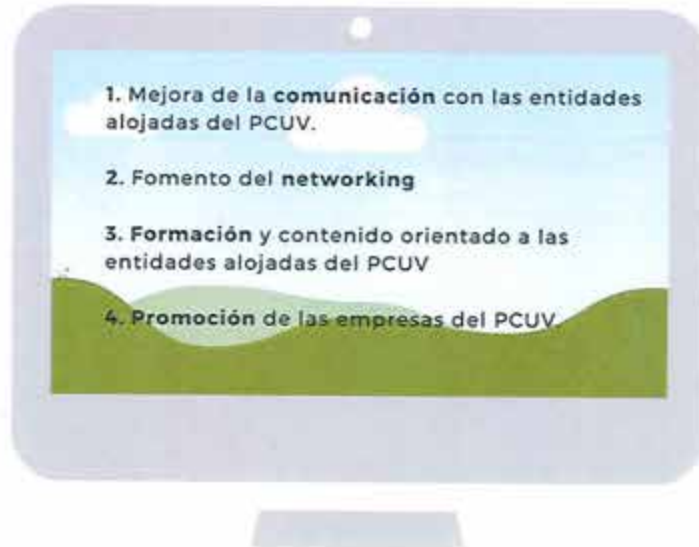 1. Mejora de la comunicación con las entidades
alojadas del PCUV.
2. Fomento del networking
3. Formación y contenido orientado a las
entidades alojadas del PCUV
4. Promoción de las empresas del PCUV.